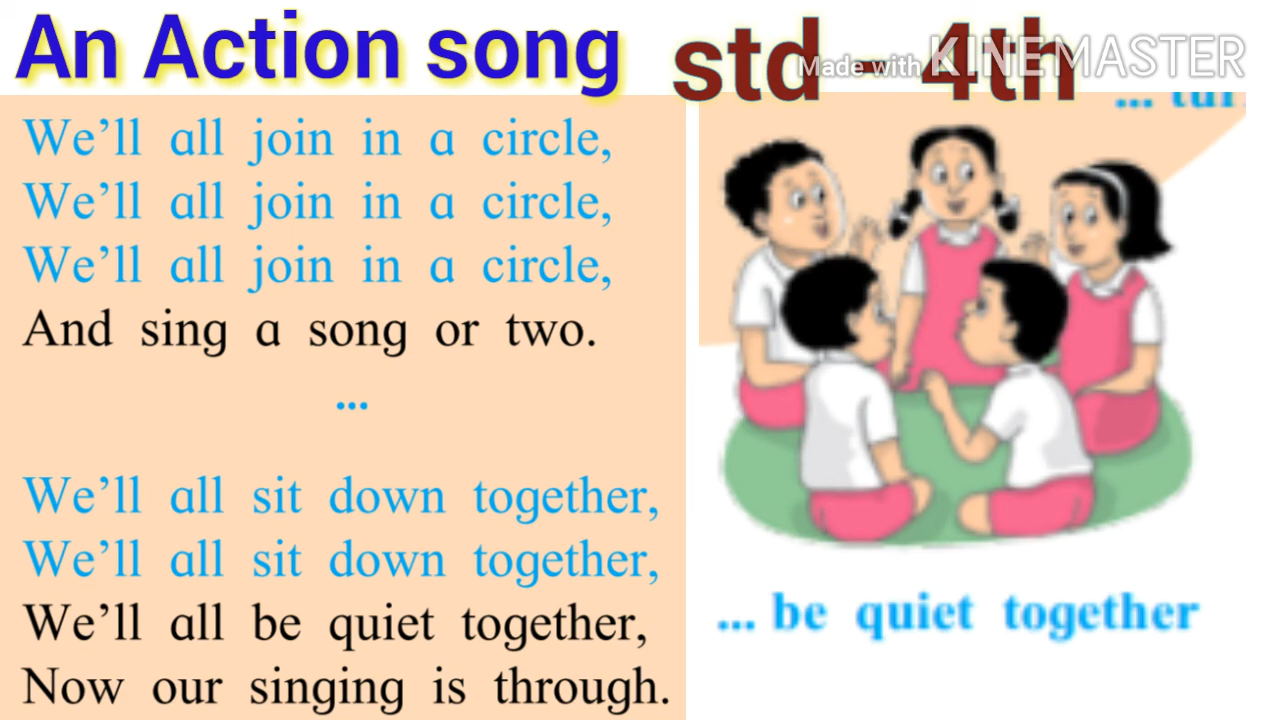 An Action song std - 4th
Made with KINEMASTER
We'll all join in a circle,
We'll all join in a circle,
We'll all join in a circle,
And sing a song or two.
...
We'll all sit down together,
We'll all sit down together,
We'll all be quiet together,
Now our singing is through.
...
... be quiet together